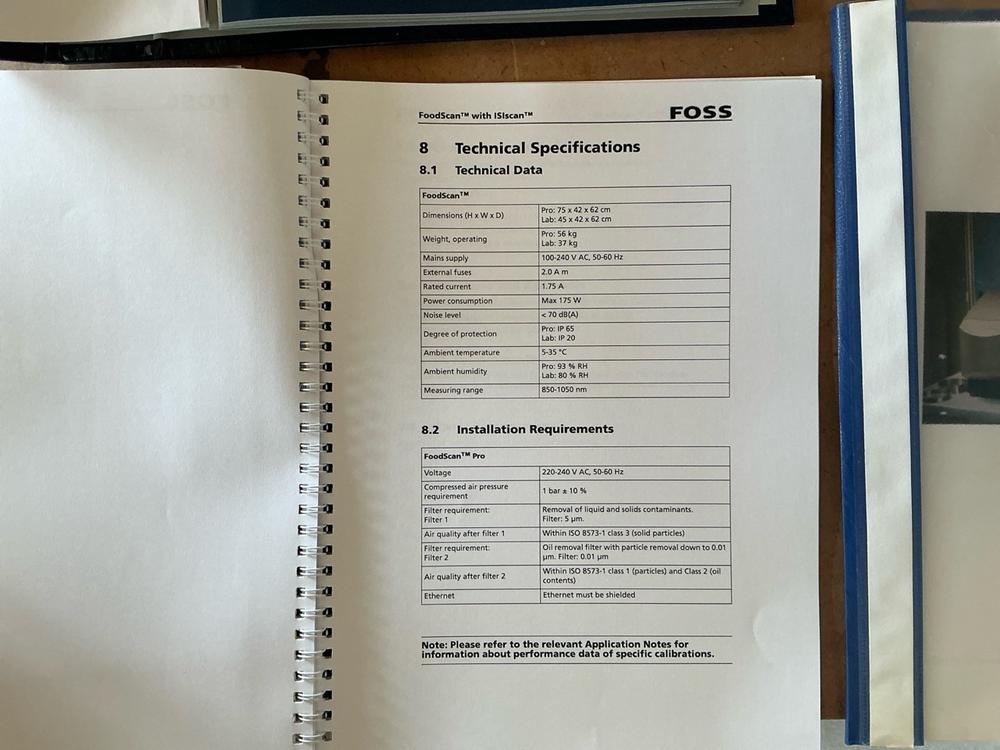 FoodScan™ with ISIscan™ FOSS
8 Technical Specifications
8.1 Technical Data
FoodScan™
Dimensions (H x W x D) Pro: 75 x 42 x 62 cm
Lab: 45 x 42 x 62 cm
Weight, operating Pro: 56 kg
Lab: 37 kg
Mains supply 100-240 V AC, 50-60 Hz
External fuses 2.0 A m
Rated current 1.75 A
Power consumption Max 175 W
Noise level < 70 dB(A)
Degree of protection Pro: IP 65
Lab: IP 20
Ambient temperature 5-35 °C
Ambient humidity Pro: 93 % RH
Lab: 80 % RH
Measuring range 850-1050 nm
8.2 Installation Requirements
FoodScan™ Pro
Voltage 220-240 V AC, 50-60 Hz
Compressed air pressure
requirement 1 bar ± 10 %
Filter requirement: Removal of liquid and solids contaminants.
Filter 1 Filter: 5 µm.
Air quality after filter 1 Within ISO 8573-1 class 3 (solid particles)
Filter requirement: Oil removal filter with particle removal down to 0.01
Filter 2 µm. Filter: 0.01 µm
Air quality after filter 2 Within ISO 8573-1 class 1 (particles) and Class 2 (oil
contents)
Ethernet Ethernet must be shielded
Note: Please refer to the relevant Application Notes for
information about performance data of specific calibrations.